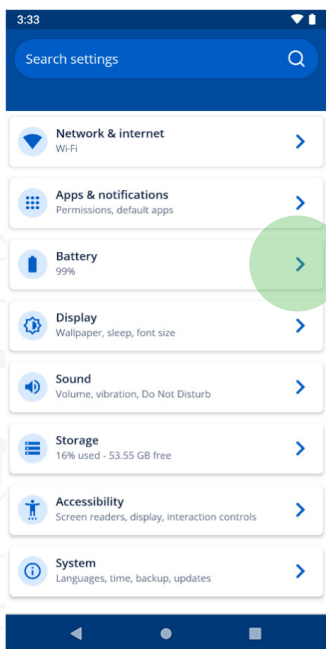 3:33
Search settings
Network & internet
Wi-Fi
Apps & notifications
Permissions, default apps
Battery
99%
Display
Wallpaper, sleep, font size
Sound
Volume, vibration, Do Not Disturb
Storage
16% used - 53.55 GB free
Accessibility
Screen readers, display, interaction controls
System
Languages, time, backup, updates